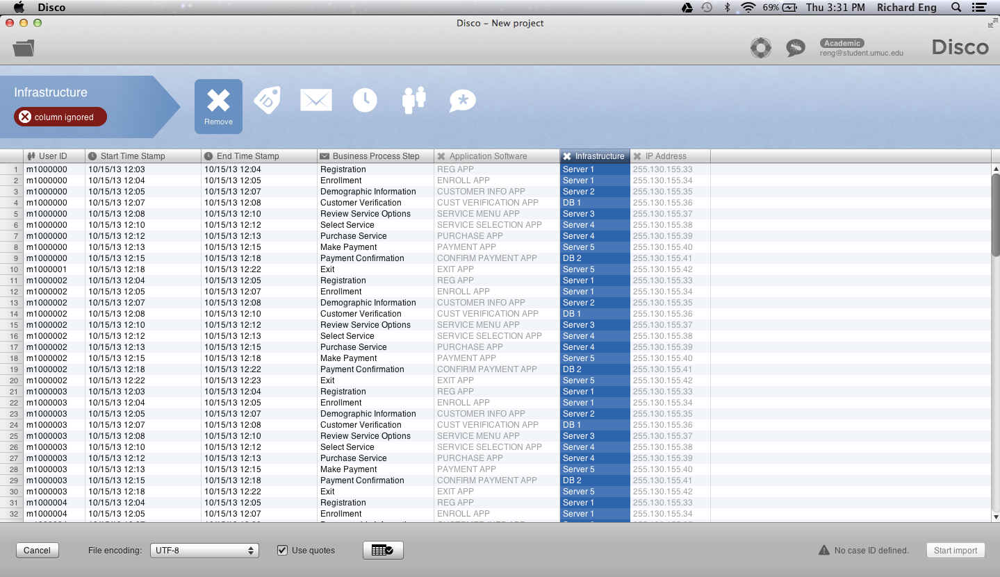 Disco 69% Thu 3:31 PM Richard Eng
Disco – New project
Academic
reng@student.umuc.edu
Disco
Infrastructure
column ignored
ID
Remove
User ID Start Time Stamp End Time Stamp Business Process Step Application Software Infrastructure IP Address
1 m1000000 10/15/13 12:03 10/15/13 12:04 Registration REG APP Server 1 255.130.155.33
2 m1000000 10/15/13 12:04 10/15/13 12:05 Enrollment ENROLL APP Server 1 255.130.155.34
3 m1000000 10/15/13 12:05 10/15/13 12:07 Demographic Information CUSTOMER INFO APP Server 2 255.130.155.35
4 m1000000 10/15/13 12:07 10/15/13 12:08 Customer Verification CUST VERIFICATION APP DB 1 255.130.155.36
5 m1000000 10/15/13 12:08 10/15/13 12:10 Review Service Options SERVICE MENU APP Server 3 255.130.155.37
6 m1000000 10/15/13 12:10 10/15/13 12:12 Select Service SERVICE SELECTION APP Server 4 255.130.155.38
7 m1000000 10/15/13 12:12 10/15/13 12:13 Purchase Service PURCHASE APP Server 4 255.130.155.39
8 m1000000 10/15/13 12:13 10/15/13 12:15 Make Payment PAYMENT APP Server 5 255.130.155.40
9 m1000000 10/15/13 12:15 10/15/13 12:18 Payment Confirmation CONFIRM PAYMENT APP DB 2 255.130.155.41
10 m1000001 10/15/13 12:18 10/15/13 12:22 Exit EXIT APP Server 5 255.130.155.42
11 m1000002 10/15/13 12:04 10/15/13 12:05 Registration REG APP Server 1 255.130.155.33
12 m1000002 10/15/13 12:05 10/15/13 12:07 Enrollment ENROLL APP Server 1 255.130.155.34
13 m1000002 10/15/13 12:07 10/15/13 12:08 Demographic Information CUSTOMER INFO APP Server 2 255.130.155.35
14 m1000002 10/15/13 12:08 10/15/13 12:10 Customer Verification CUST VERIFICATION APP DB 1 255.130.155.36
15 m1000002 10/15/13 12:10 10/15/13 12:12 Review Service Options SERVICE MENU APP Server 3 255.130.155.37
16 m1000002 10/15/13 12:12 10/15/13 12:13 Select Service SERVICE SELECTION APP Server 4 255.130.155.38
17 m1000002 10/15/13 12:13 10/15/13 12:15 Purchase Service PURCHASE APP Server 4 255.130.155.39
18 m1000002 10/15/13 12:15 10/15/13 12:18 Make Payment PAYMENT APP Server 5 255.130.155.40
19 m1000002 10/15/13 12:18 10/15/13 12:22 Payment Confirmation CONFIRM PAYMENT APP DB 2 255.130.155.41
20 m1000002 10/15/13 12:22 10/15/13 12:23 Exit EXIT APP Server 5 255.130.155.42
21 m1000003 10/15/13 12:03 10/15/13 12:04 Registration REG APP Server 1 255.130.155.33
22 m1000003 10/15/13 12:04 10/15/13 12:05 Enrollment ENROLL APP Server 1 255.130.155.34
23 m1000003 10/15/13 12:05 10/15/13 12:07 Demographic Information CUSTOMER INFO APP Server 2 255.130.155.35
24 m1000003 10/15/13 12:07 10/15/13 12:08 Customer Verification CUST VERIFICATION APP DB 1 255.130.155.36
25 m1000003 10/15/13 12:08 10/15/13 12:10 Review Service Options SERVICE MENU APP Server 3 255.130.155.37
26 m1000003 10/15/13 12:10 10/15/13 12:12 Select Service SERVICE SELECTION APP Server 4 255.130.155.38
27 m1000003 10/15/13 12:12 10/15/13 12:13 Purchase Service PURCHASE APP Server 4 255.130.155.39
28 m1000003 10/15/13 12:13 10/15/13 12:15 Make Payment PAYMENT APP Server 5 255.130.155.40
29 m1000003 10/15/13 12:15 10/15/13 12:18 Payment Confirmation CONFIRM PAYMENT APP DB 2 255.130.155.41
30 m1000003 10/15/13 12:18 10/15/13 12:22 Exit EXIT APP Server 5 255.130.155.42
31 m1000004 10/15/13 12:04 10/15/13 12:05 Registration REG APP Server 1 255.130.155.33
32 m1000004 10/15/13 12:05 10/15/13 12:07 Enrollment ENROLL APP Server 1 255.130.155.34
Cancel File encoding: UTF-8 Use quotes No case ID defined. Start import